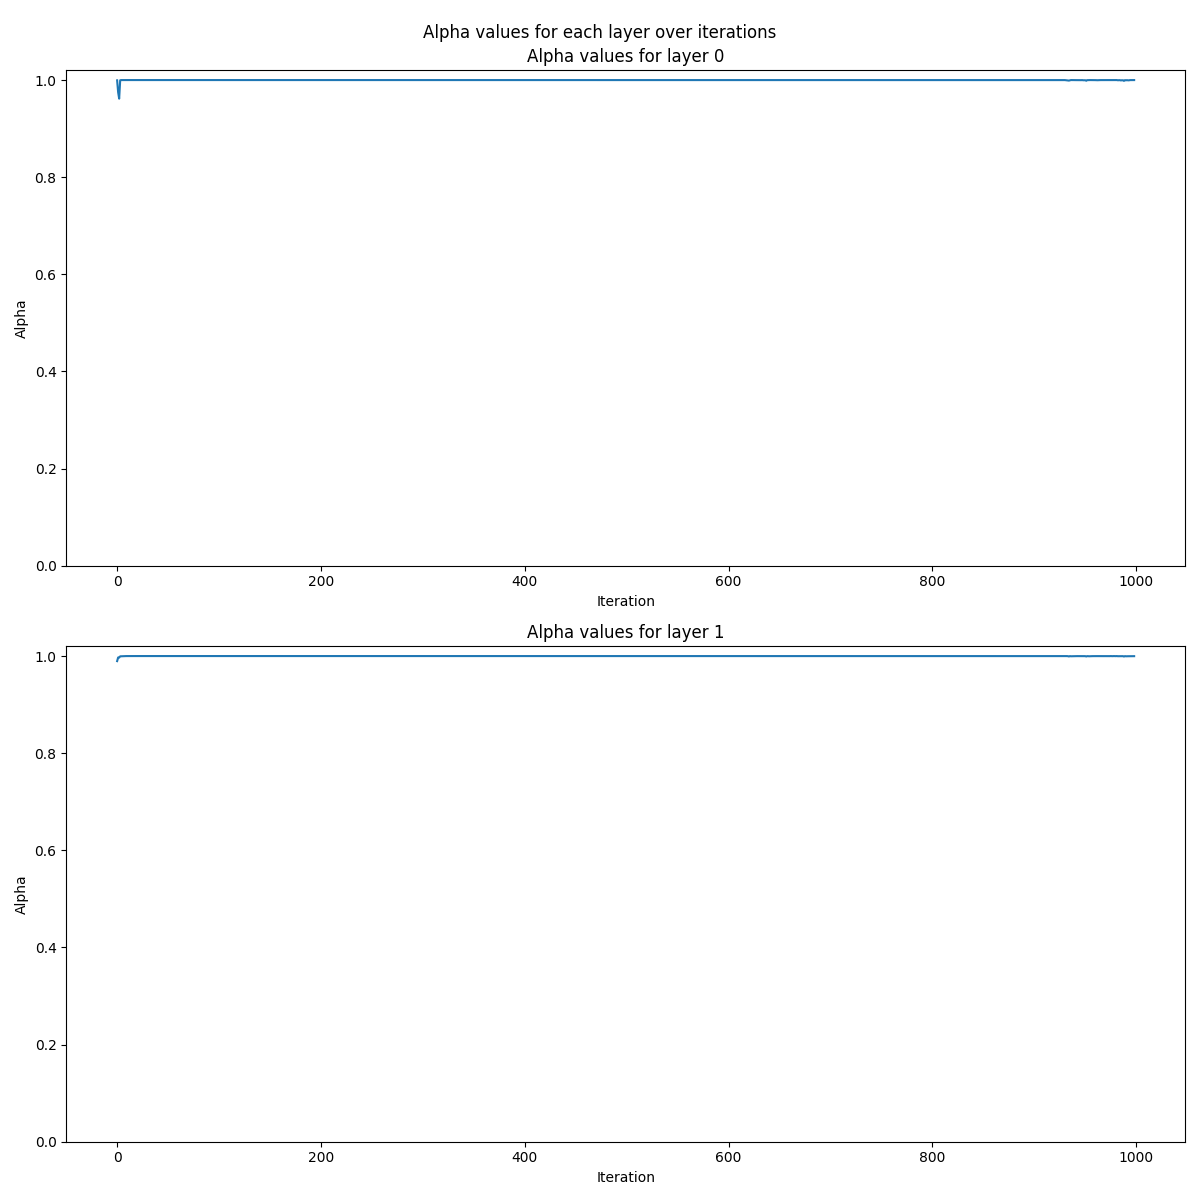 Alpha values for each layer over iterations
Alpha values for layer 0
1.0
0.8
0.6
0.4
0.2
0.0
Alpha
0 200 400 600 800 1000
Iteration
Alpha values for layer 1
1.0
0.8
0.6
0.4
0.2
0.0
Alpha
0 200 400 600 800 1000
Iteration